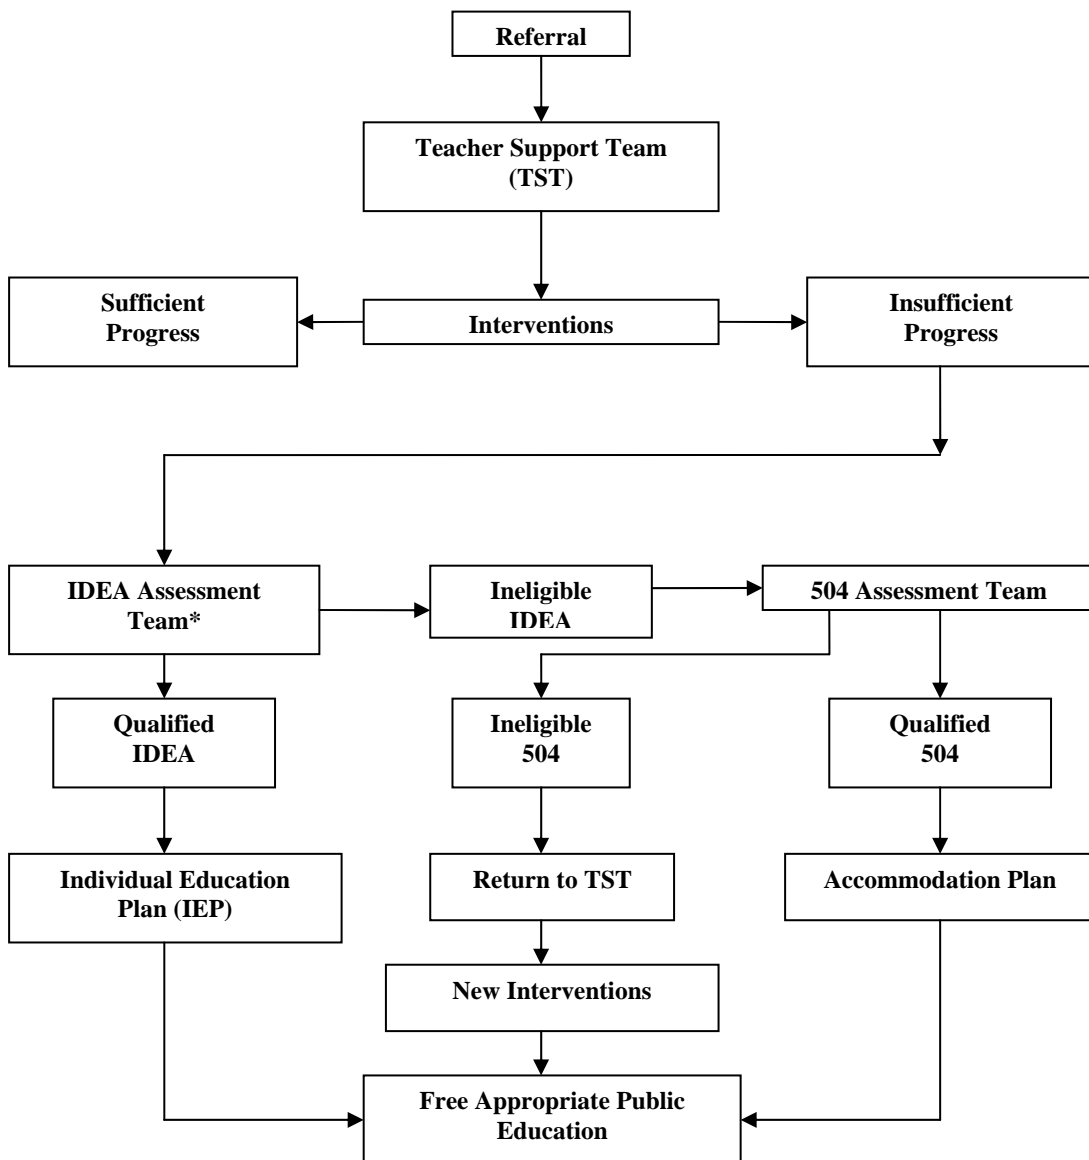 Referral
Teacher Support Team
(TST)
Sufficient
Progress
Interventions
Insufficient
Progress
IDEA Assessment
Team*
Ineligible
IDEA
504 Assessment Team
Qualified
IDEA
Ineligible
504
Qualified
504
Individual Education
Plan (IEP)
Return to TST
Accommodation Plan
New Interventions
Free Appropriate Public
Education